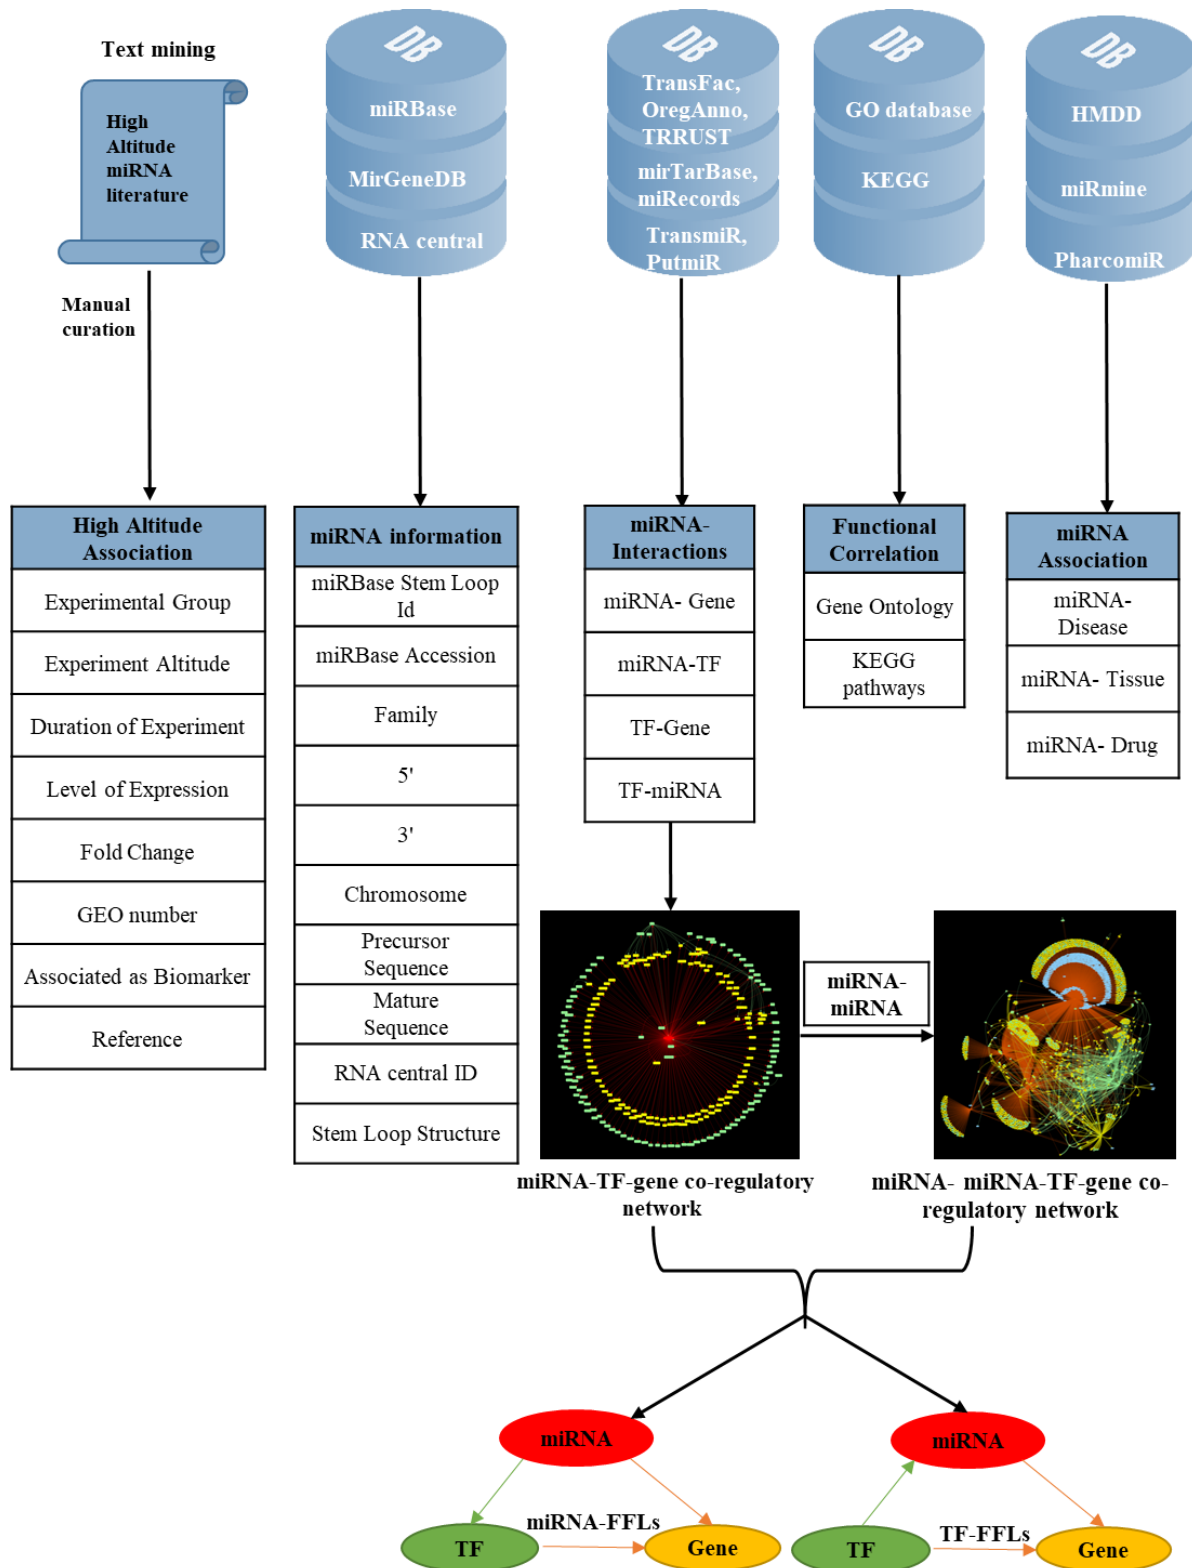 Text mining
High
Altitude
miRNA
literature
Manual
curation
DB
miRBase
MirGeneDB
RNA central
DB
TransFac,
OregAnno,
TRRUST
mirTarBase,
miRecords
TransmiR,
PutmiR
DB
GO database
KEGG
DB
HMDD
miRmine
PharcomiR
High Altitude
Association
Experimental Group
Experiment Altitude
Duration of Experiment
Level of Expression
Fold Change
GEO number
Associated as Biomarker
Reference
miRNA information
miRBase Stem Loop
Id
miRBase Accession
Family
5'
3'
Chromosome
Precursor
Sequence
Mature
Sequence
RNA central ID
Stem Loop Structure
miRNA-
Interactions
miRNA- Gene
miRNA-TF
TF-Gene
TF-miRNA
Functional
Correlation
Gene Ontology
KEGG
pathways
miRNA
Association
miRNA-
Disease
miRNA- Tissue
miRNA- Drug
miRNA-
miRNA
miRNA-TF-gene co-regulatory
network
miRNA- miRNA-TF-gene co-
regulatory network
miRNA
TF
miRNA-FFLs
Gene
miRNA
TF
TF-FFLs
Gene